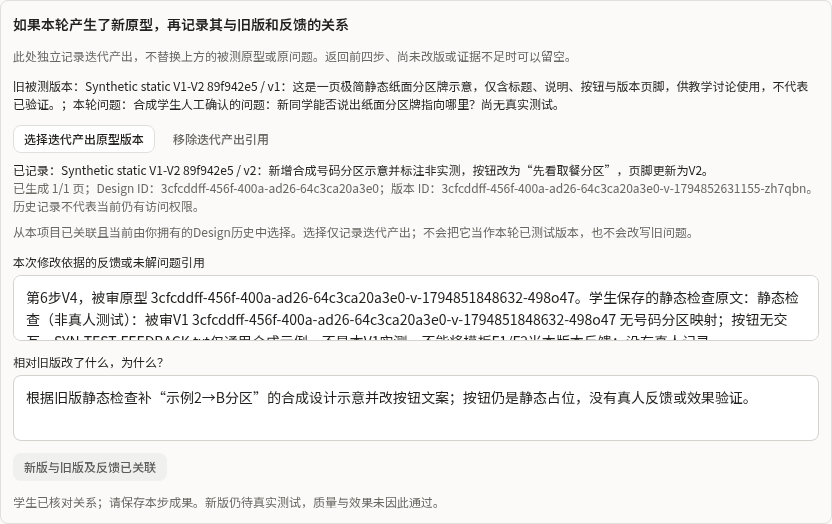 如果本轮产生了新原型，再记录其与旧版和反馈的关系
此处独立记录迭代产出，不替换上方的被测原型或原问题。返回前四步、尚未改版或证据不足时可以留空。
旧被测版本：Synthetic static V1-V2 89f942e5 / v1：这是一页极简静态纸面分区牌示意，仅含标题、说明、按钮与版本页脚，供教学讨论使用，不代表
已验证。；本轮问题：合成学生人工确认的问题：新同学能否说出纸面分区牌指向哪里？尚无真实测试。
选择迭代产出原型版本 移除迭代产出引用
已记录：Synthetic static V1-V2 89f942e5 / v2：新增合成号码分区示意并标注非实测，按钮改为“先看取餐分区”，页脚更新为V2。
已生成 1/1 页；Design ID：3cfcddff-456f-400a-ad26-64c3ca20a3e0；版本 ID：3cfcddff-456f-400a-ad26-64c3ca20a3e0-v-1794852631155-zh7qbn。
历史记录不代表当前仍有访问权限。
从本项目已关联且当前由你拥有的Design历史中选择。选择仅记录迭代产出；不会把它当作本轮已测试版本，也不会改写旧问题。
本次修改依据的反馈或未解问题引用
第6步V4，被审原型 3cfcddff-456f-400a-ad26-64c3ca20a3e0-v-1794851848632-498o47。学生保存的静态检查原文：静态检
查（非真人测试）：被审V1 3cfcddff-456f-400a-ad26-64c3ca20a3e0-v-1794851848632-498o47 无号码分区映射；按钮无交
相对旧版改了什么，为什么？
根据旧版静态检查补“示例2→B分区”的合成设计示意并改按钮文案；按钮仍是静态占位，没有真人反馈或效果验证。
新版与旧版及反馈已关联
学生已核对关系；请保存本步成果。新版仍待真实测试，质量与效果未因此通过。